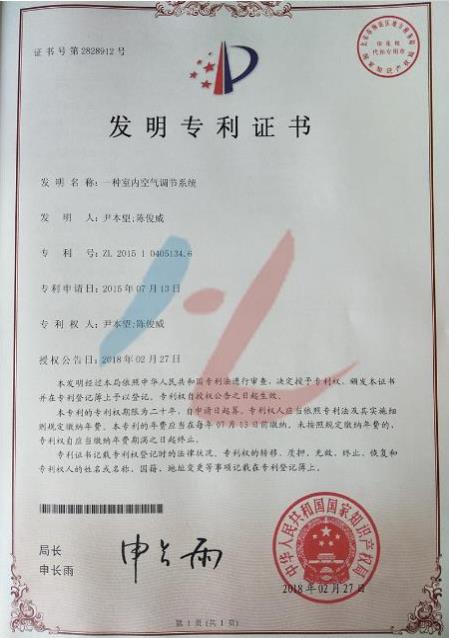 证书号第2828912号
发明专利证书
发明名称：一种室内空气调节系统
发明人：尹本望;陈俊威
专利号：ZL 2015 1 0405134.6
专利申请日：2015年07月13日
专利权人：尹本望;陈俊威
授权公告日：2018年02月27日
本发明经过本局依照中华人民共和国专利法进行审查，决定授予专利权，颁发本证书
并在专利登记簿上予以登记。专利权自授权公告之日起生效。
本专利的专利权期限为二十年，自申请日起算。专利权人应当依照专利法及其实施细
则规定缴纳年费。本专利的年费应当在每年07月13日前缴纳。未按照规定缴纳年费的，
专利权自应当缴纳年费期满之日起终止。
专利证书记载专利权登记时的法律状况。专利权的转移、质押、无效、终止、恢复和
专利权人的姓名或名称、国籍、地址变更等事项记载在专利登记簿上。
局长
申长雨
申长雨
中华人民共和国国家知识产权局
2018年02月27日
第1页(共1页)